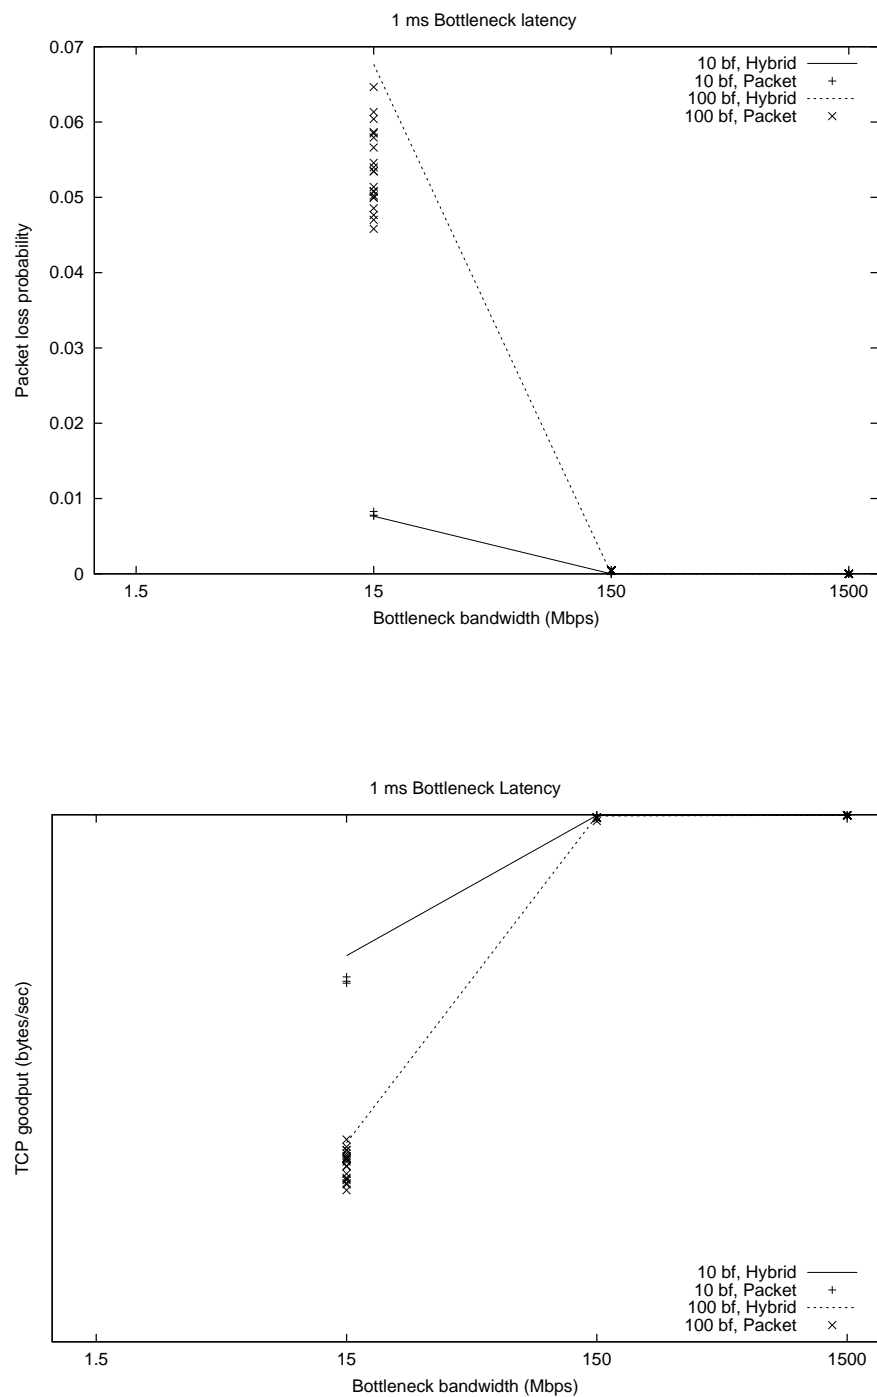 1 ms Bottleneck latency
0.07
0.06
0.05
0.04
0.03
0.02
0.01
0
Packet loss probability
10 bf, Hybrid
10 bf, Packet
100 bf, Hybrid
100 bf, Packet
1.5 15 150 1500
Bottleneck bandwidth (Mbps)
1 ms Bottleneck Latency
TCP goodput (bytes/sec)
10 bf, Hybrid
10 bf, Packet
100 bf, Hybrid
100 bf, Packet
1.5 15 150 1500
Bottleneck bandwidth (Mbps)